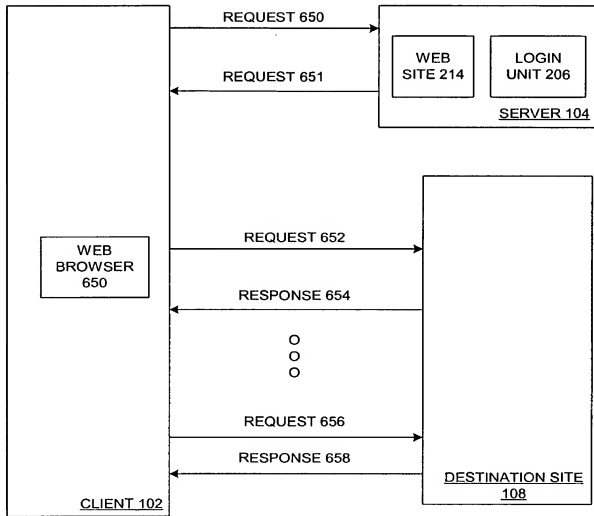 REQUEST 650
WEB
SITE 214
LOGIN
UNIT 206
REQUEST 651
SERVER 104
WEB
BROWSER
650
REQUEST 652
RESPONSE 654
O
O
O
REQUEST 656
RESPONSE 658
DESTINATION SITE
108
CLIENT 102